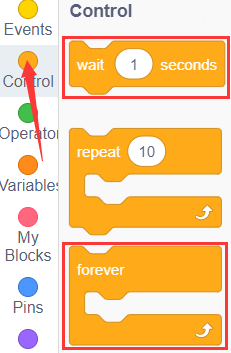 Events
Control
Operator
Variables
My
Blocks
Pins
Control
wait 1 seconds
repeat 10
forever